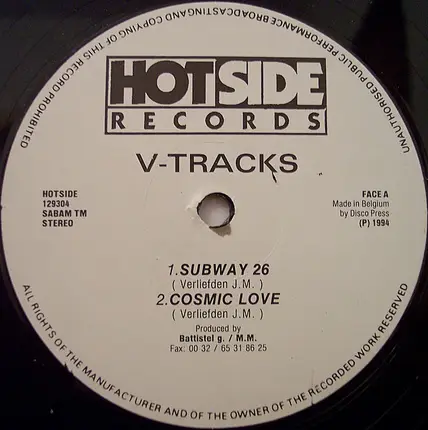 UNAUTHORISED PUBLIC PERFORMANCE BROADCASTING AND COPYING OF THIS RECORD PROHIBITED
HOTSIDE
RECORDS
V-TRACKS
HOTSIDE
129304
SABAM TM
STEREO
FACE A
Made in Belgium
by Disco Press
(P) 1994
1.SUBWAY 26
( Verliefden J.M. )
2.COSMIC LOVE
( Verliefden J.M. )
Produced by
Battistel g. / M.M.
Fax: 00 32 / 65 31 86 25
ALL RIGHTS OF THE MANUFACTURER AND OF THE OWNER OF THE RECORDED WORK RESERVED